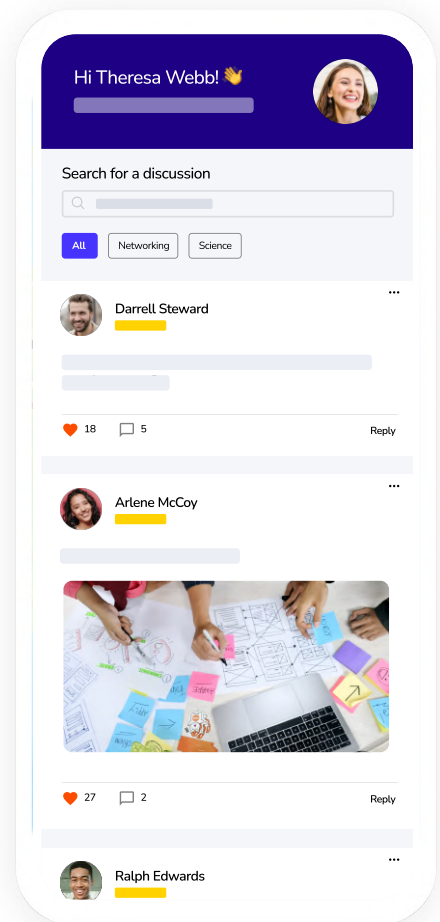 Hi Theresa Webb! 👋
Search for a discussion
All
Networking
Science
Darrell Steward
18
5
Reply
Arlene McCoy
27
2
Reply
Ralph Edwards